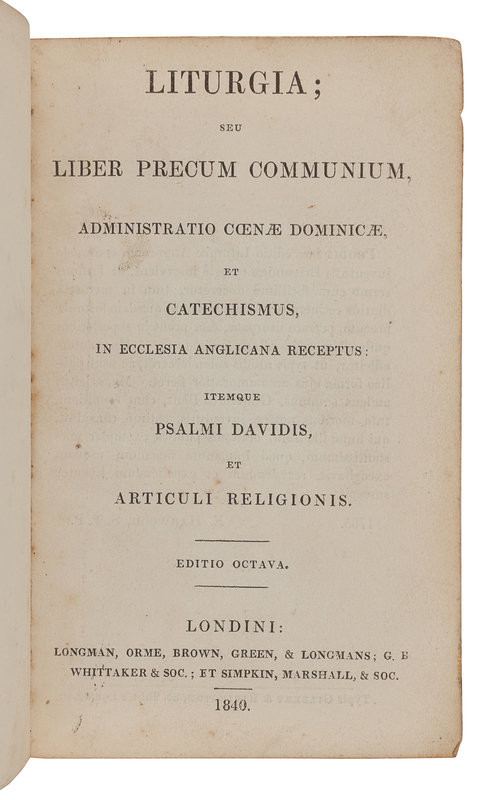 LITURGIA;
SEU
LIBER PRECUM COMMUNIUM,
ADMINISTRATIO CŒNÆ DOMINICÆ,
ET
CATECHISMUS,
IN ECCLESIA ANGLICANA RECEPTUS:
ITEMQUE
PSALMI DAVIDIS,
ET
ARTICULI RELIGIONIS.
EDITIO OCTAVA.
LONDINI:
LONGMAN, ORME, BROWN, GREEN, & LONGMANS; G. B
WHITTAKER & SOC.; ET SIMPKIN, MARSHALL, & SOC.
1840.